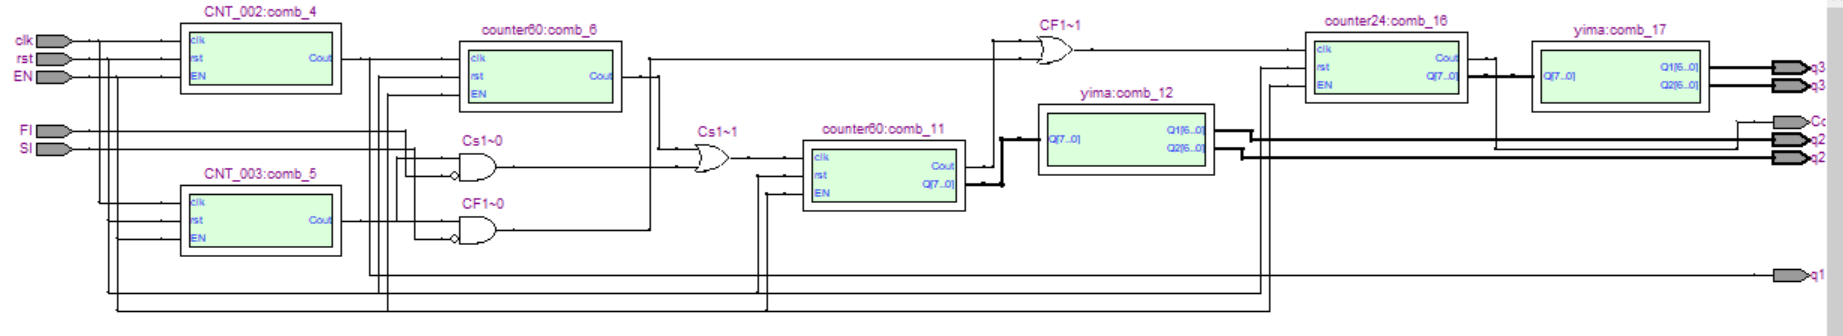 clk
rst
EN
FI
SI
CNT_002:comb_4
clk
rst
EN
Cout
CNT_003:comb_5
clk
rst
EN
Cout
counter60:comb_6
clk
rst
EN
Cout
Cs1~0
CF1~0
Cs1~1
counter60:comb_11
clk
rst
EN
Cout
Q[7..0]
CF1~1
yima:comb_12
Q[7..0]
Q1[6..0]
Q2[6..0]
counter24:comb_16
clk
rst
EN
Cout
Q[7..0]
yima:comb_17
Q[7..0]
Q1[6..0]
Q2[6..0]
q3
q3
Co
q2
q2
q1